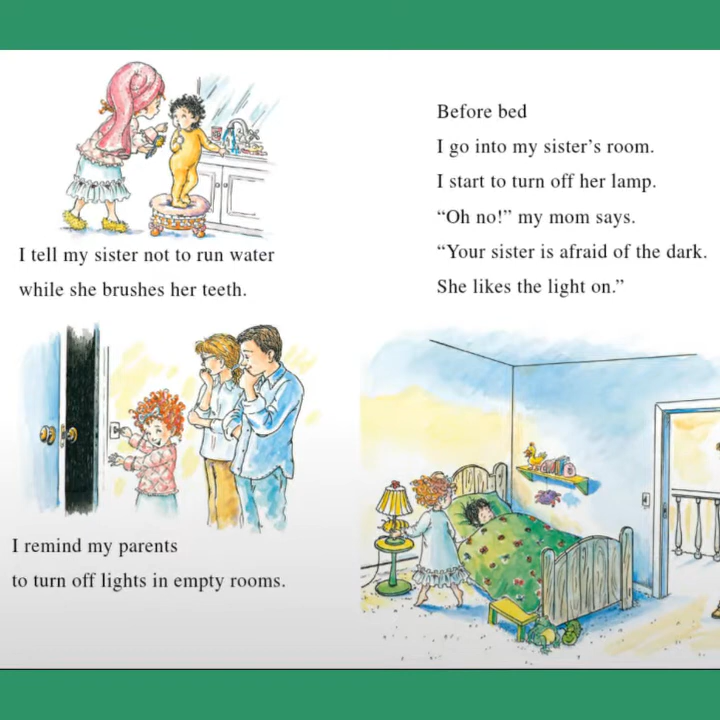 I tell my sister not to run water
while she brushes her teeth.
I remind my parents
to turn off lights in empty rooms.
Before bed
I go into my sister’s room.
I start to turn off her lamp.
“Oh no!” my mom says.
“Your sister is afraid of the dark.
She likes the light on.”